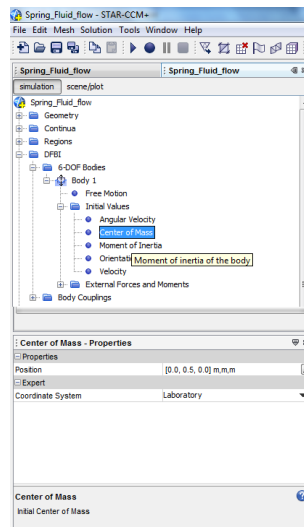 Spring_Fluid_flow - STAR-CCM+
File Edit Mesh Solution Tools Window Help
Spring_Fluid_flow Spring_Fluid_flow
simulation scene/plot
Spring_Fluid_flow
Geometry
Continua
Regions
DFBI
6-DOF Bodies
Body 1
Free Motion
Initial Values
Angular Velocity
Center of Mass
Moment of Inertia
Moment of inertia of the body
Velocity
External Forces and Moments
Body Couplings
Center of Mass - Properties
Properties
Position [0.0, 0.5, 0.0] m,m,m
Expert
Coordinate System Laboratory
Center of Mass
Initial Center of Mass